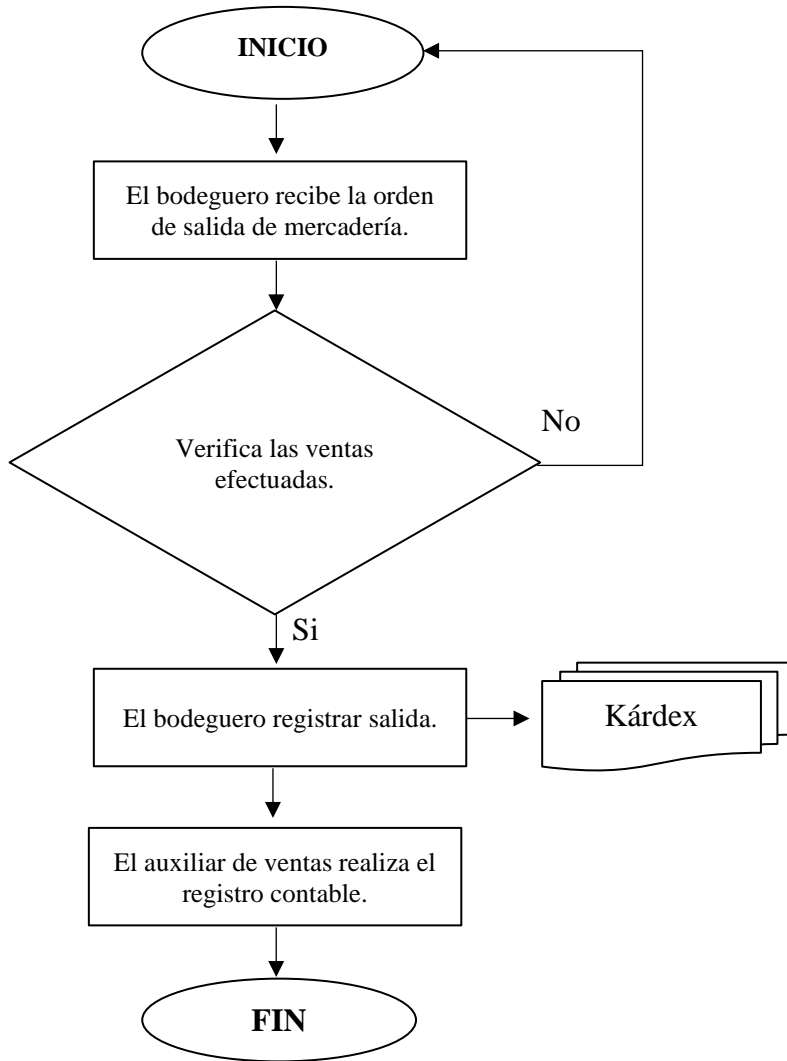 INICIO
El bodeguero recibe la orden
de salida de mercadería.
No
Verifica las ventas
efectuadas.
Si
El bodeguero registrar salida.
Kárdex
El auxiliar de ventas realiza el
registro contable.
FIN